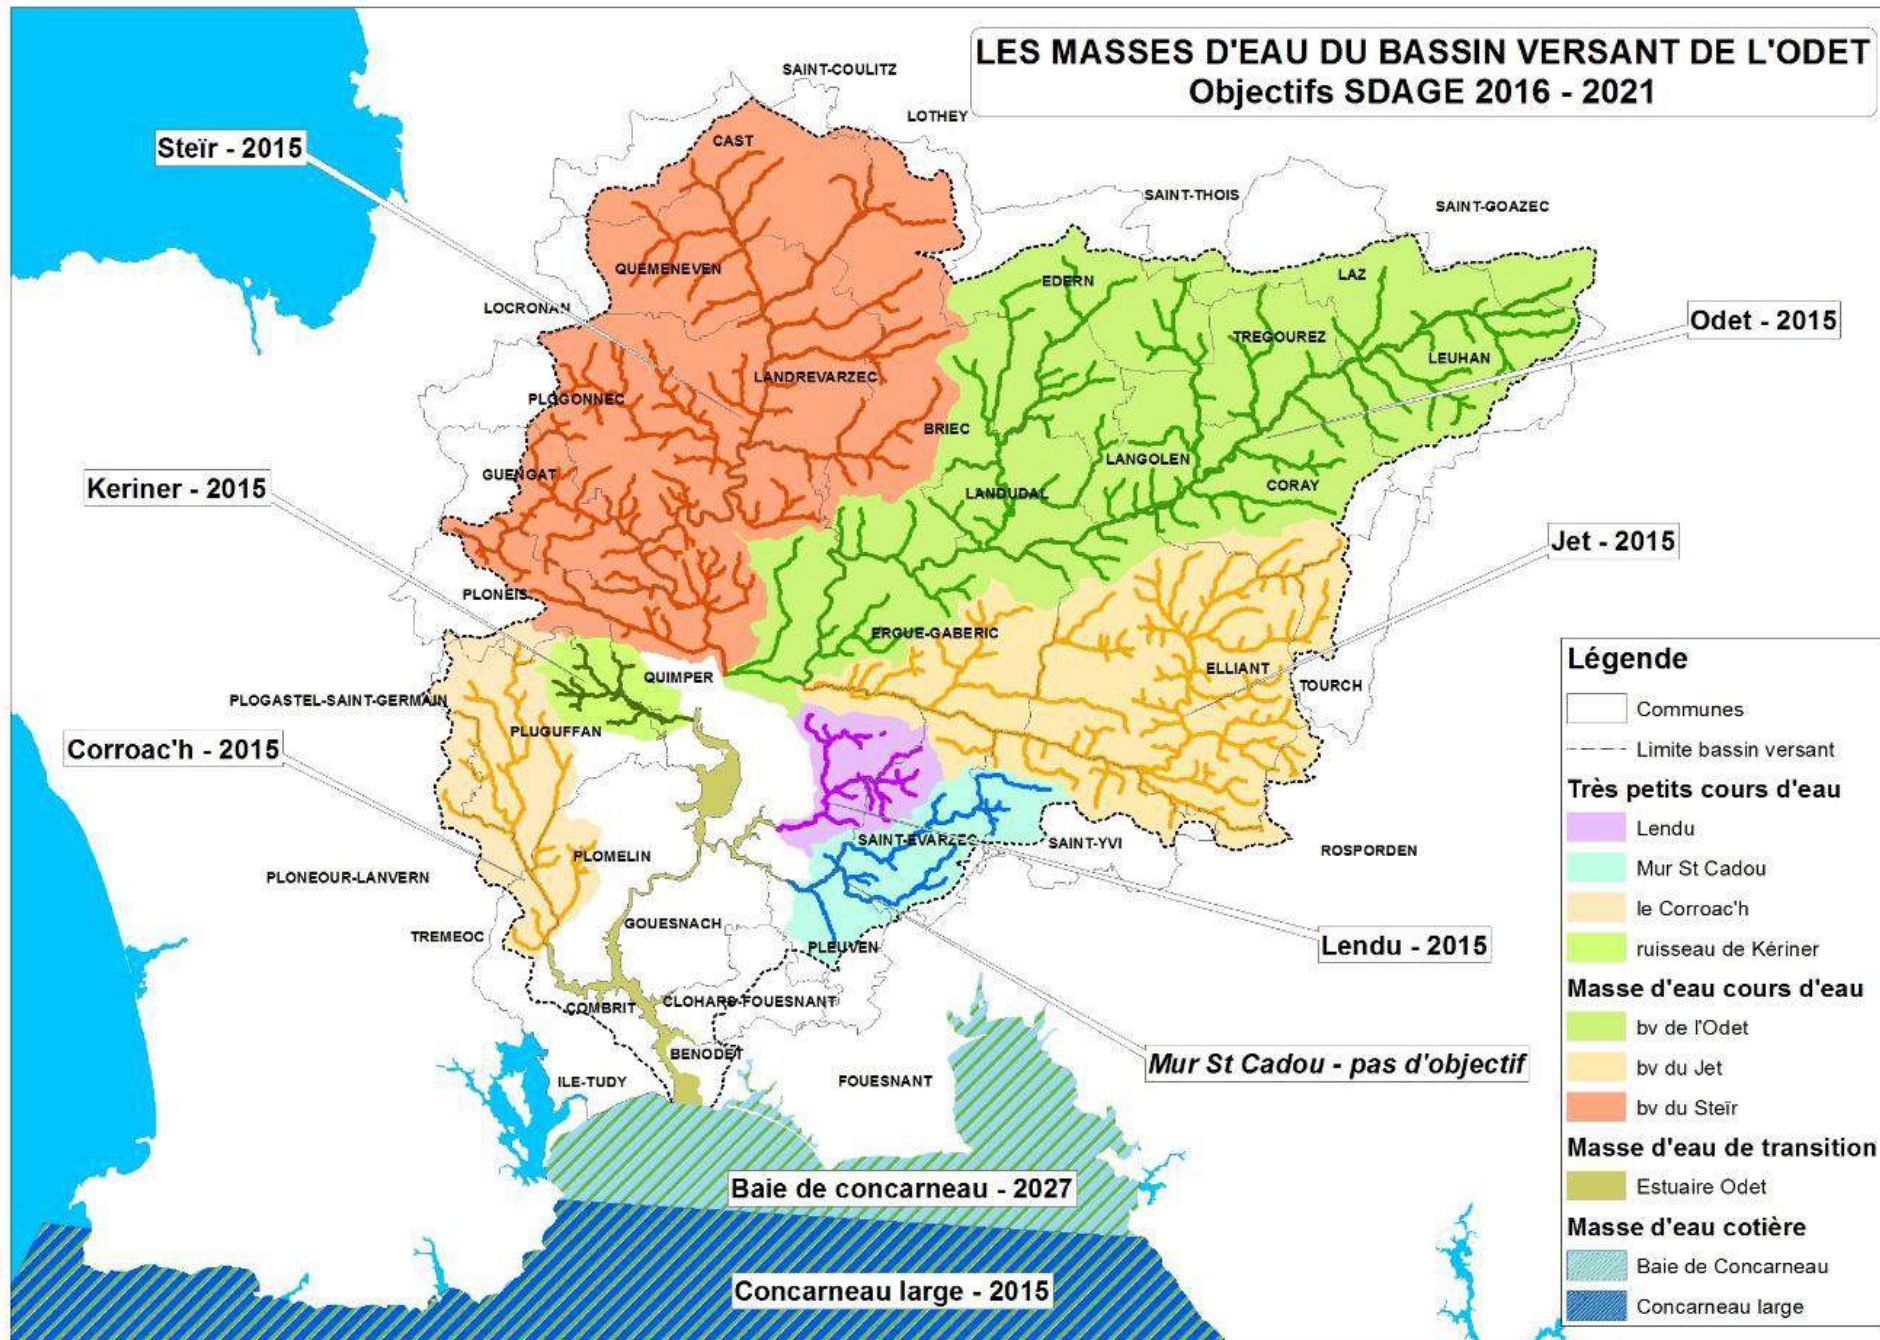 LES MASSES D'EAU DU BASSIN VERSANT DE L'ODET
Objectifs SDAGE 2016 - 2021
SAINT-COULITZ
LOTHEY
CAST
Steïr - 2015
SAINT-THOIS
SAINT-GOAZEC
QUEMENEVEN
EDERN
LAZ
LOCRONAN
Odet - 2015
TREGOUREZ
LEUHAN
LANDREVARZEC
PLOGONNEC
BRIEC
LANGOLEN
GUENGAT
Keriner - 2015
LANDUDAL
CORAY
Jet - 2015
PLONEIS
ERGUE-GABERIC
ELLIANT
QUIMPER
TOURCH
PLOGASTEL-SAINT-GERMAIN
PLUGUFFAN
Corroac'h - 2015
SAINT-EVARZEC
SAINT-YVI
ROSPORDEN
PLOMELIN
PLONEOUR-LANVERN
GOUESNACH
TREMEOC
PLEUVEN
Lendu - 2015
COMBRIT
CLOHARS-FOUESNANT
BENODET
Mur St Cadou - pas d'objectif
ILE-TUDY
FOUESNANT
Baie de concarneau - 2027
Concarneau large - 2015
Légende
Communes
Limite bassin versant
Très petits cours d'eau
Lendu
Mur St Cadou
le Corroac'h
ruisseau de Kériner
Masse d'eau cours d'eau
bv de l'Odet
bv du Jet
bv du Steïr
Masse d'eau de transition
Estuaire Odet
Masse d'eau cotière
Baie de Concarneau
Concarneau large